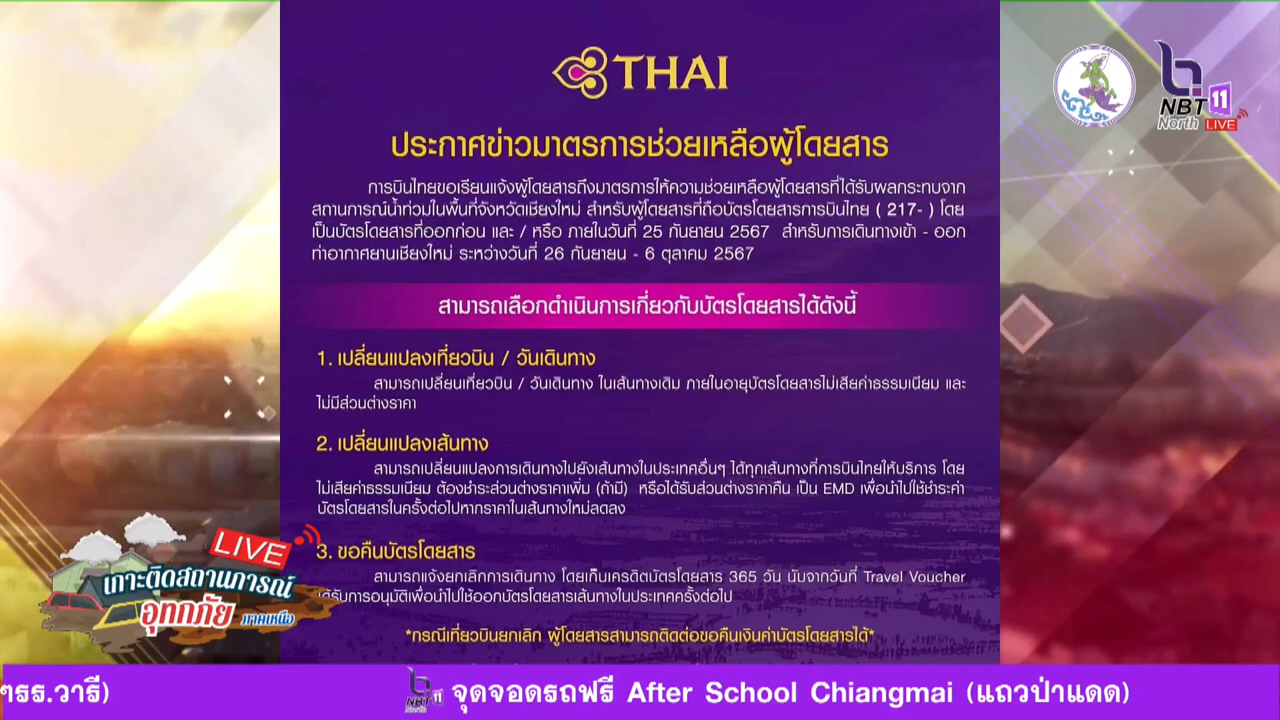 THAI
NBT 11
North LIVE
ประกาศข่าวมาตรการช่วยเหลือผู้โดยสาร
การบินไทยขอเรียนแจ้งผู้โดยสารถึงมาตรการให้ความช่วยเหลือผู้โดยสารที่ได้รับผลกระทบจาก
สถานการณ์น้ำท่วมในพื้นที่จังหวัดเชียงใหม่ สำหรับผู้โดยสารที่ถือบัตรโดยสารการบินไทย ( 217- ) โดย
เป็นบัตรโดยสารที่ออกก่อน และ / หรือ ภายในวันที่ 25 กันยายน 2567 สำหรับการเดินทางเข้า - ออก
ท่าอากาศยานเชียงใหม่ ระหว่างวันที่ 26 กันยายน - 6 ตุลาคม 2567
สามารถเลือกดำเนินการเกี่ยวกับบัตรโดยสารได้ดังนี้
1. เปลี่ยนแปลงเที่ยวบิน / วันเดินทาง
สามารถเปลี่ยนเที่ยวบิน / วันเดินทาง ในเส้นทางเดิม ภายในอายุบัตรโดยสารไม่เสียค่าธรรมเนียม และ
ไม่มีส่วนต่างราคา
2. เปลี่ยนแปลงเส้นทาง
สามารถเปลี่ยนแปลงการเดินทางไปยังเส้นทางในประเทศอื่นๆ ได้ทุกเส้นทางที่การบินไทยให้บริการ โดย
ไม่เสียค่าธรรมเนียม ต้องชำระส่วนต่างราคาเพิ่ม (ถ้ามี) หรือได้รับส่วนต่างราคาคืน เป็น EMD เพื่อนำไปใช้ชำระค่า
บัตรโดยสารในครั้งต่อไปหากราคาในเส้นทางใหม่ลดลง
3. ขอคืนบัตรโดยสาร
สามารถแจ้งยกเลิกการเดินทาง โดยเก็บเครดิตบัตรโดยสาร 365 วัน นับจากวันที่ Travel Voucher
ได้รับการอนุมัติเพื่อนำไปใช้ออกบัตรโดยสารเส้นทางในประเทศครั้งต่อไป
*กรณีเที่ยวบินยกเลิก ผู้โดยสารสามารถติดต่อขอคืนเงินค่าบัตรโดยสารได้*
LIVE
เกาะติดสถานการณ์
อุทกภัย ภาคเหนือ
ๆรร.วารี) NBT 11 North จุดจอดรถฟรี After School Chiangmai (แถวป่าแดด)